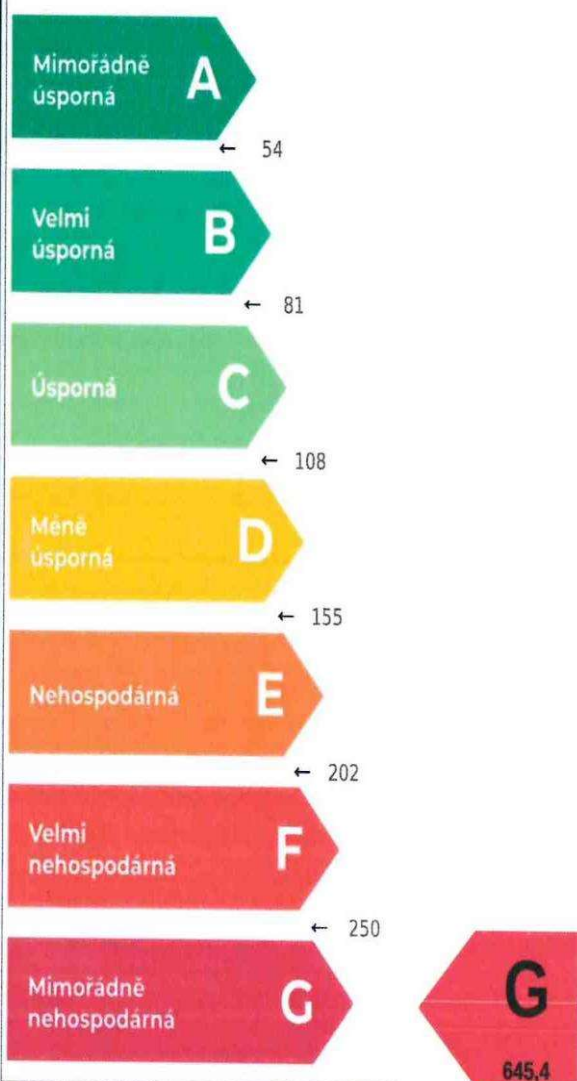 Mimořádně
úsporná
A
← 54
Velmi
úsporná
B
← 81
Úsporná
C
← 108
Méně
úsporná
D
← 155
Nehospodárná
E
← 202
Velmi
nehospodárná
F
← 250
Mimořádně
nehospodárná
G
G
645,4